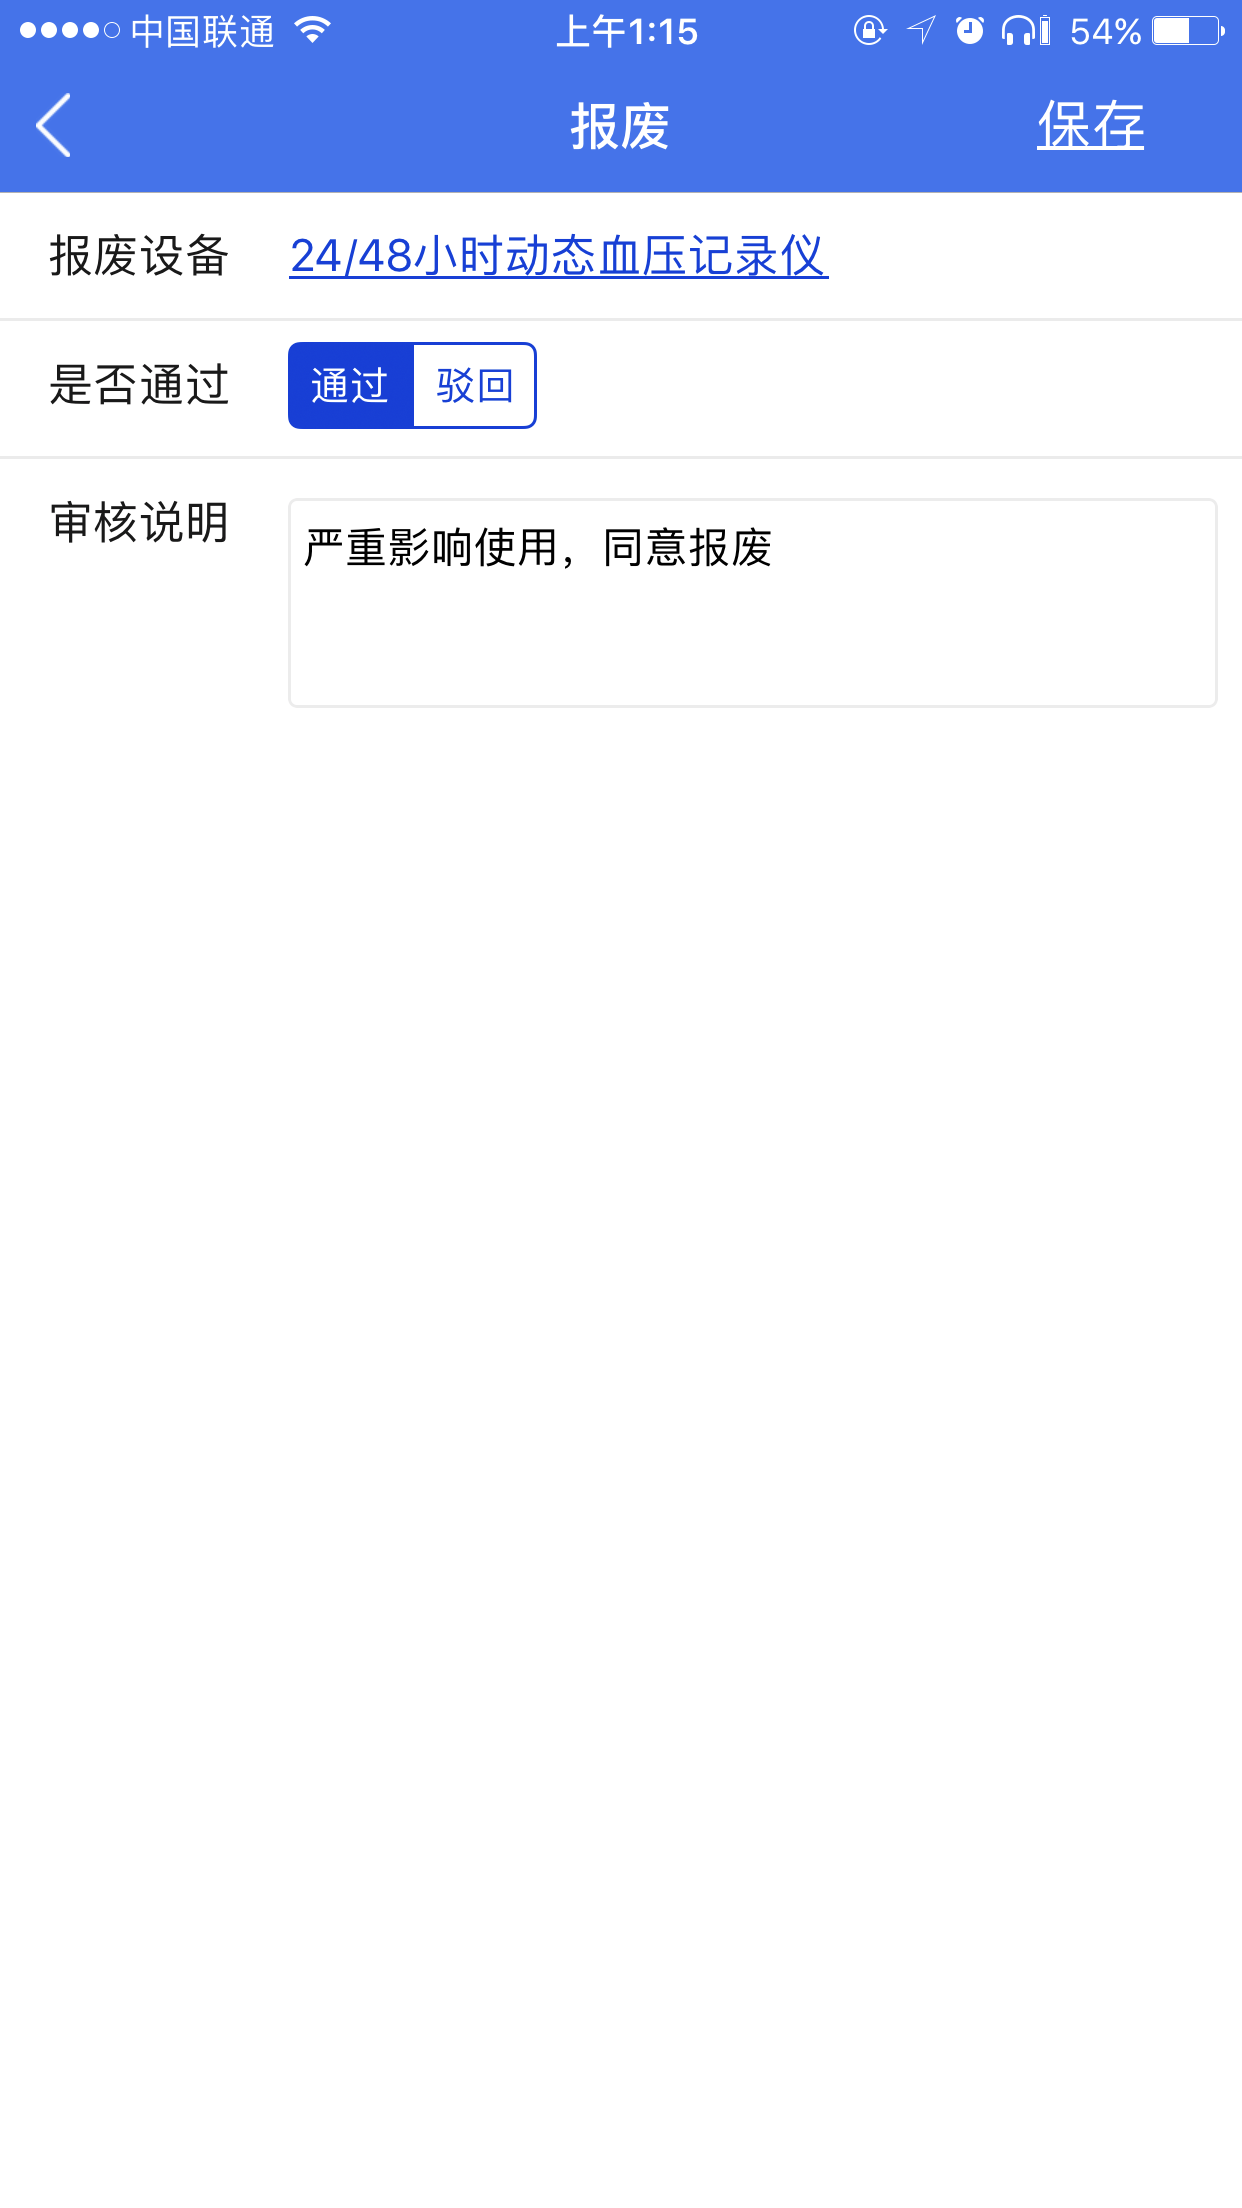 中国联通 上午1:15 54%
报废 保存
报废设备 24/48小时动态血压记录仪
是否通过 通过 驳回
审核说明 严重影响使用，同意报废